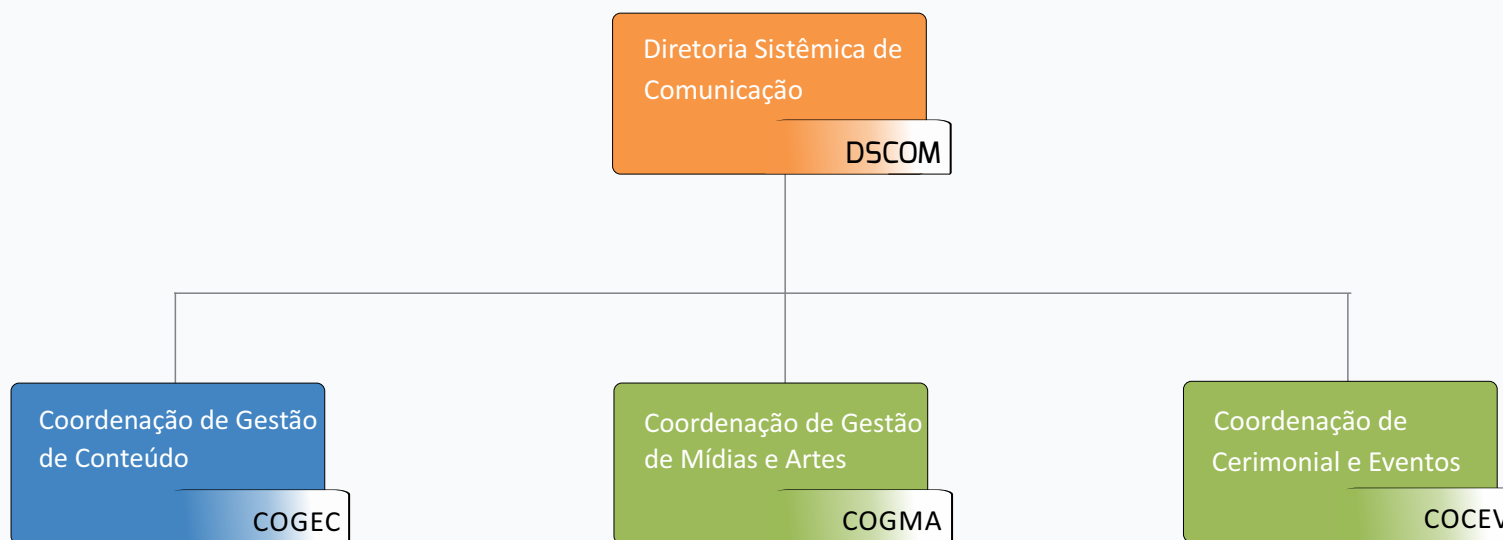 Diretoria Sistêmica de
Comunicação
DSCOM
Coordenação de Gestão
de Conteúdo
COGEC
Coordenação de Gestão
de Mídias e Artes
COGMA
Coordenação de
Cerimonial e Eventos
COCEV